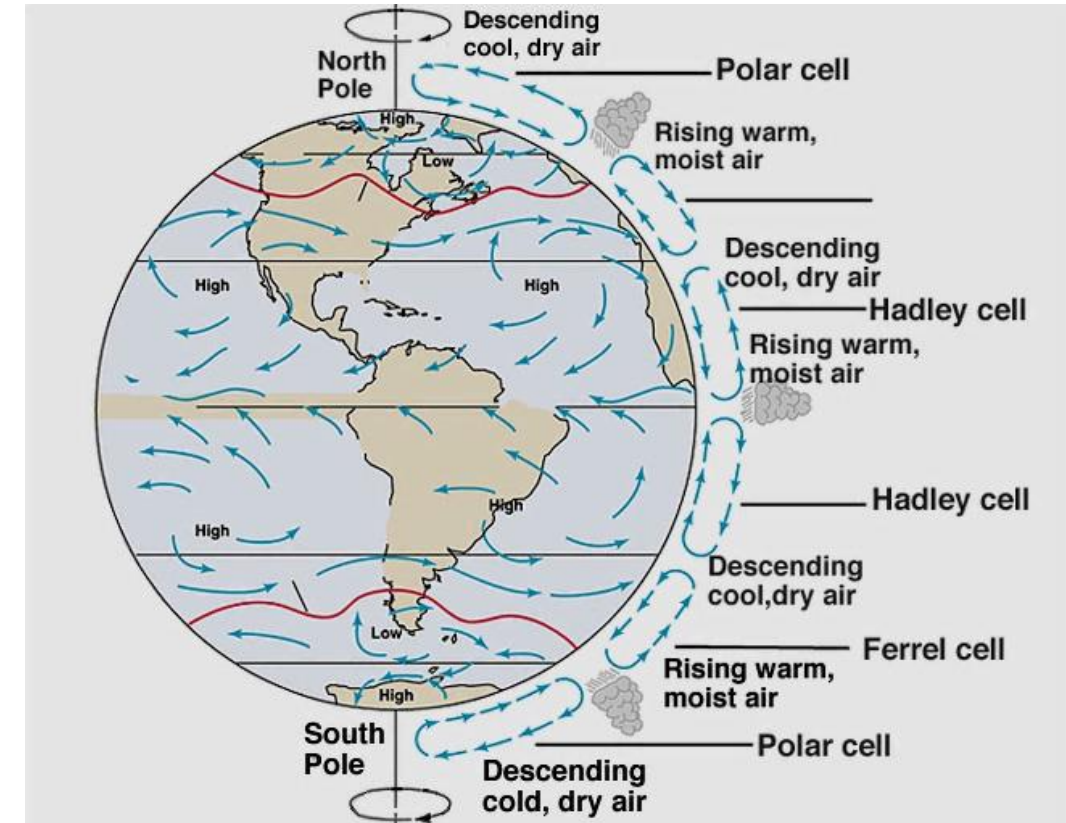 Descending
cool, dry air
North
Pole
Polar cell
High
Rising warm,
moist air
Low
Descending
cool, dry air
High
High
Hadley cell
Rising warm,
moist air
High
Hadley cell
High
Descending
cool,dry air
Low
Ferrel cell
Rising warm,
moist air
High
South
Pole
Polar cell
Descending
cold, dry air